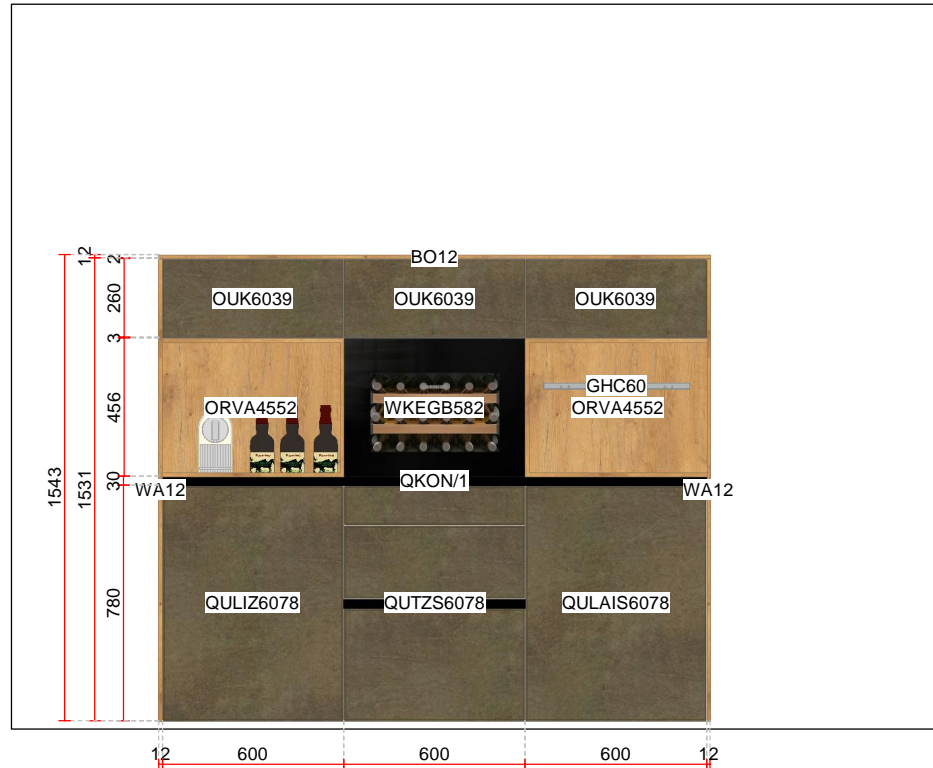 BO12
12
2
260
OUK6039
OUK6039
OUK6039
3
GHC60
456
ORVA4552
WKEGB582
ORVA4552
1543
1531
30
QKON/1
WA12
WA12
780
QULIZ6078
QUTZS6078
QULAIS6078
12
600
600
600
12